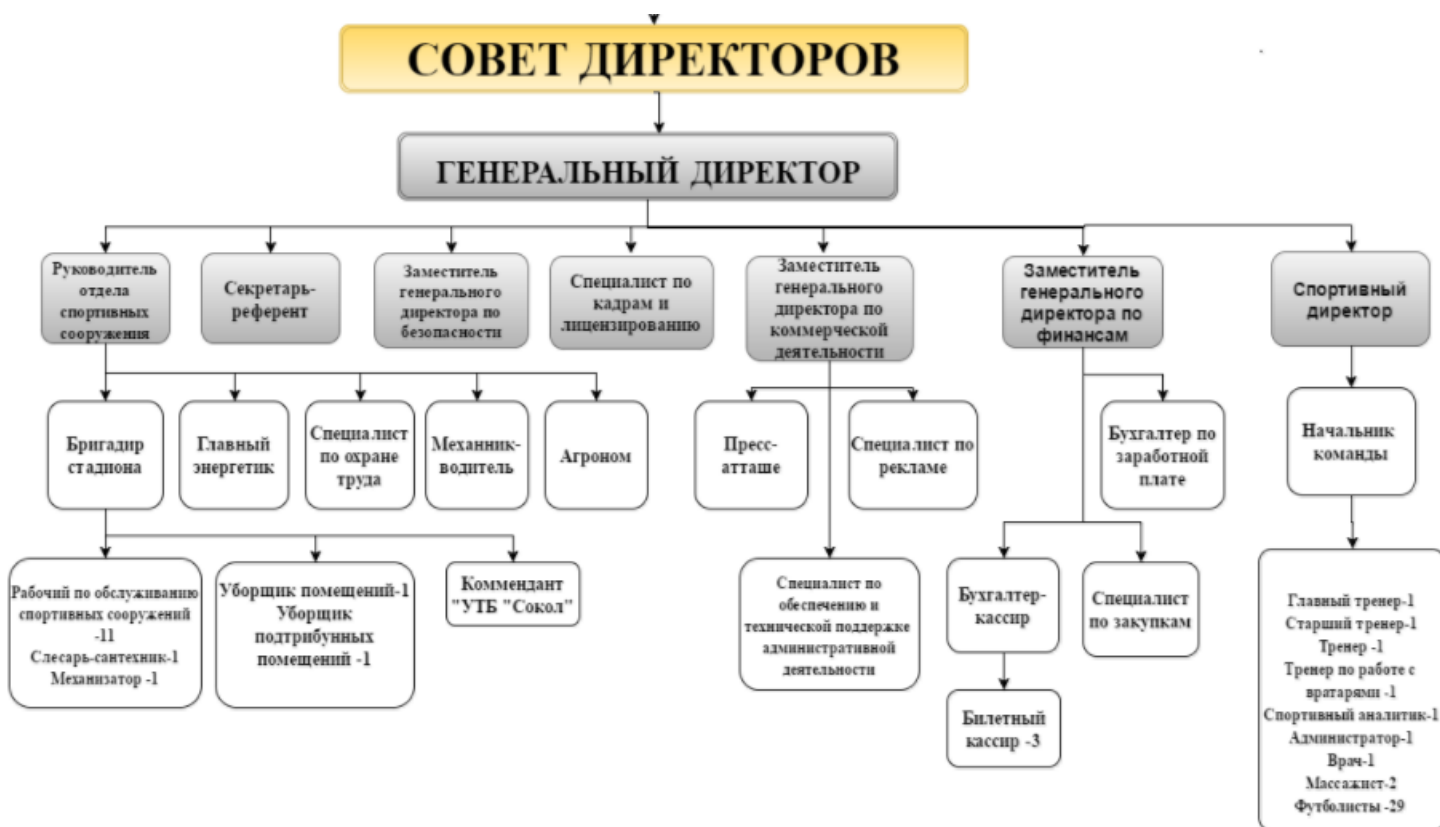 СОВЕТ ДИРЕКТОРОВ
ГЕНЕРАЛЬНЫЙ ДИРЕКТОР
Руководитель
отдела
спортивных
сооружения
Секретарь-
референт
Заместитель
генерального
директора по
безопасности
Специалист по
кадрам и
лицензированию
Заместитель
генерального
директора по
коммерческой
деятельности
Заместитель
генерального
директора по
финансам
Спортивный
директор
Бригадир
стадиона
Главный
энергетик
Специалист
по охране
труда
Механник-
водитель
Агроном
Пресс-
атташе
Специалист по
рекламе
Бухгалтер по
заработной
плате
Начальник
команды
Рабочий по обслуживанию
спортивных сооружений
-11
Слесарь-сантехник-1
Механизатор -1
Уборщик помещений-1
Уборщик
подтрибунных
помещений -1
Коммендант
"УТБ "Сокол"
Специалист по
обеспечению и
технической поддержке
административной
деятельности
Бухгалтер-
кассир
Специалист
по закупкам
Билетный
кассир -3
Главный тренер-1
Старший тренер-1
Тренер -1
Тренер по работе с
вратарями -1
Спортивный аналитик-1
Администратор-1
Врач-1
Массажист-2
Футболисты -29